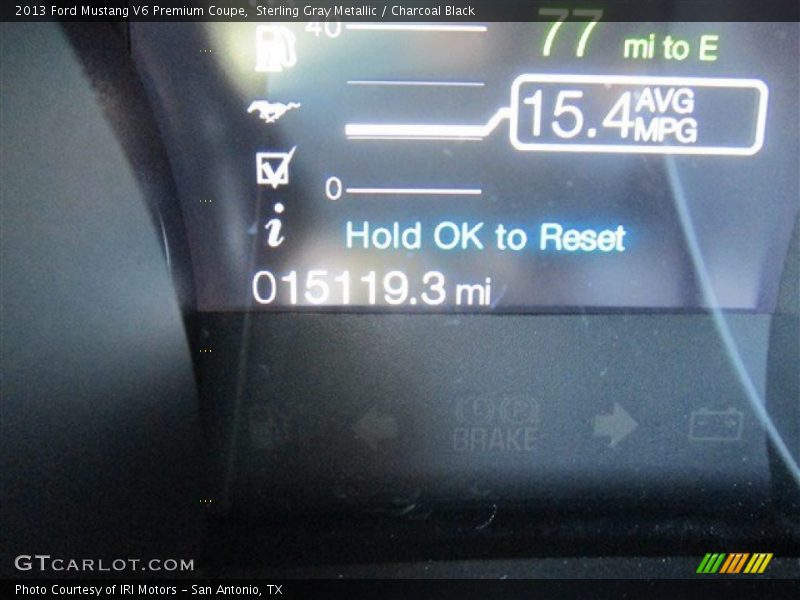 2013 Ford Mustang V6 Premium Coupe, Sterling Gray Metallic / Charcoal Black
40
77 mi to E
15.4 AVG MPG
0
Hold OK to Reset
015119.3 mi
BRAKE
GTCARLOT.COM
Photo Courtesy of IRI Motors – San Antonio, TX